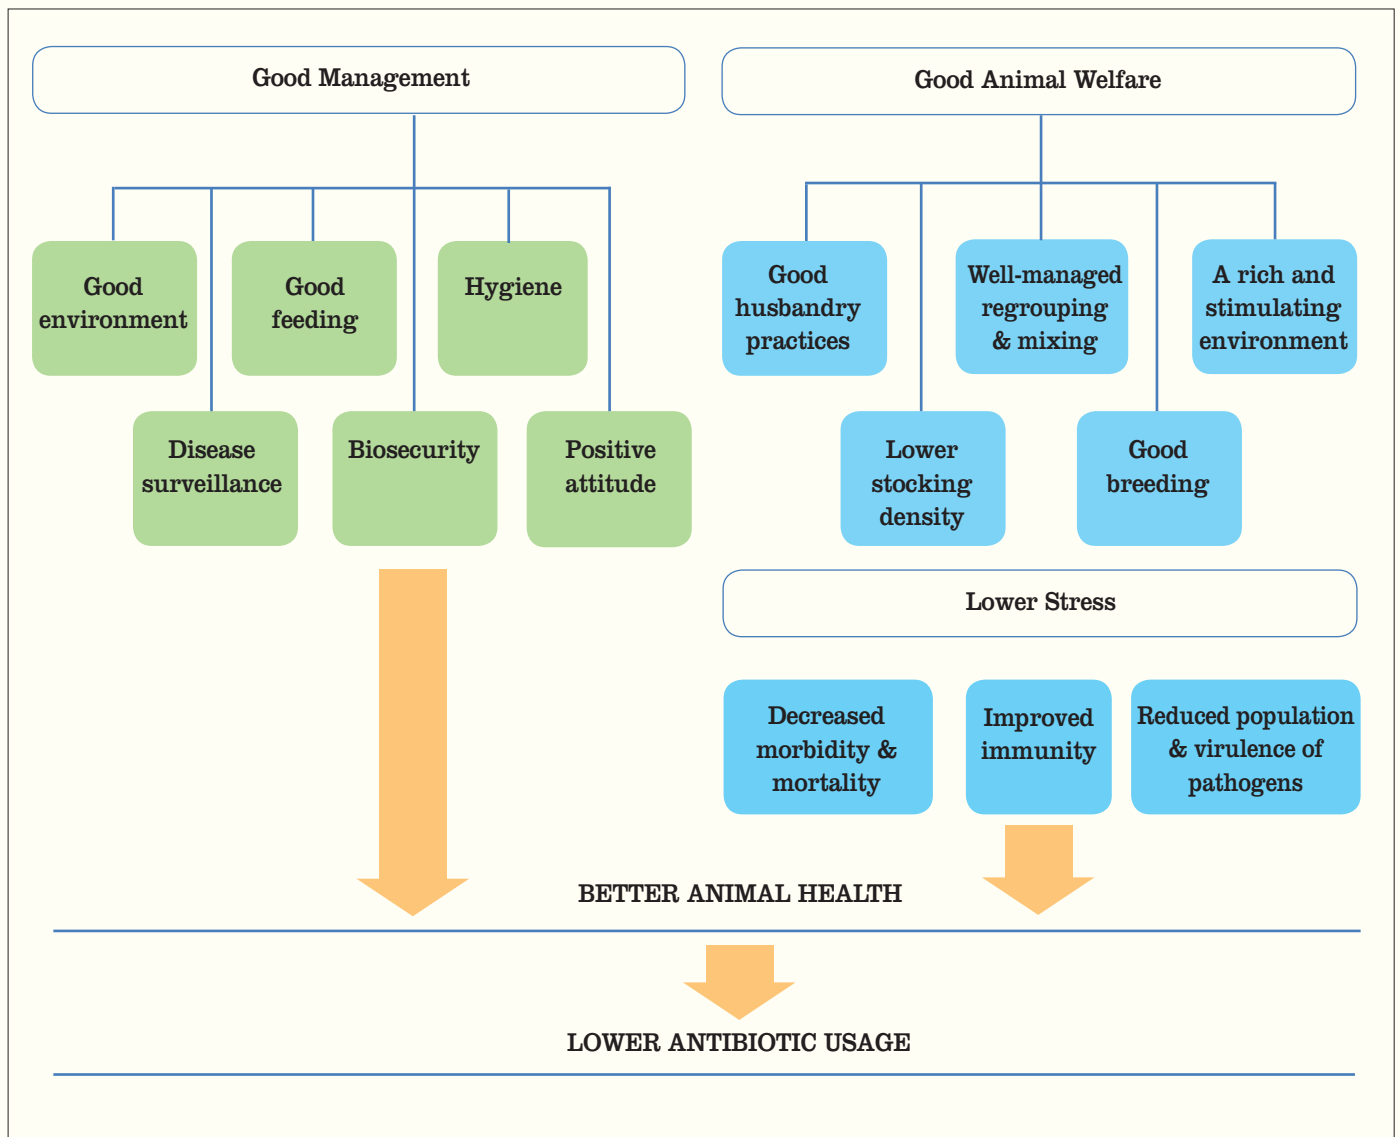 Good Management
Good
environment
Good
feeding
Hygiene
Disease
surveillance
Biosecurity
Positive
attitude
Good Animal Welfare
Good
husbandry
practices
Well-managed
regrouping
& mixing
A rich and
stimulating
environment
Lower
stocking
density
Good
breeding
Lower Stress
Decreased
morbidity &
mortality
Improved
immunity
Reduced population
& virulence of
pathogens
BETTER ANIMAL HEALTH
LOWER ANTIBIOTIC USAGE